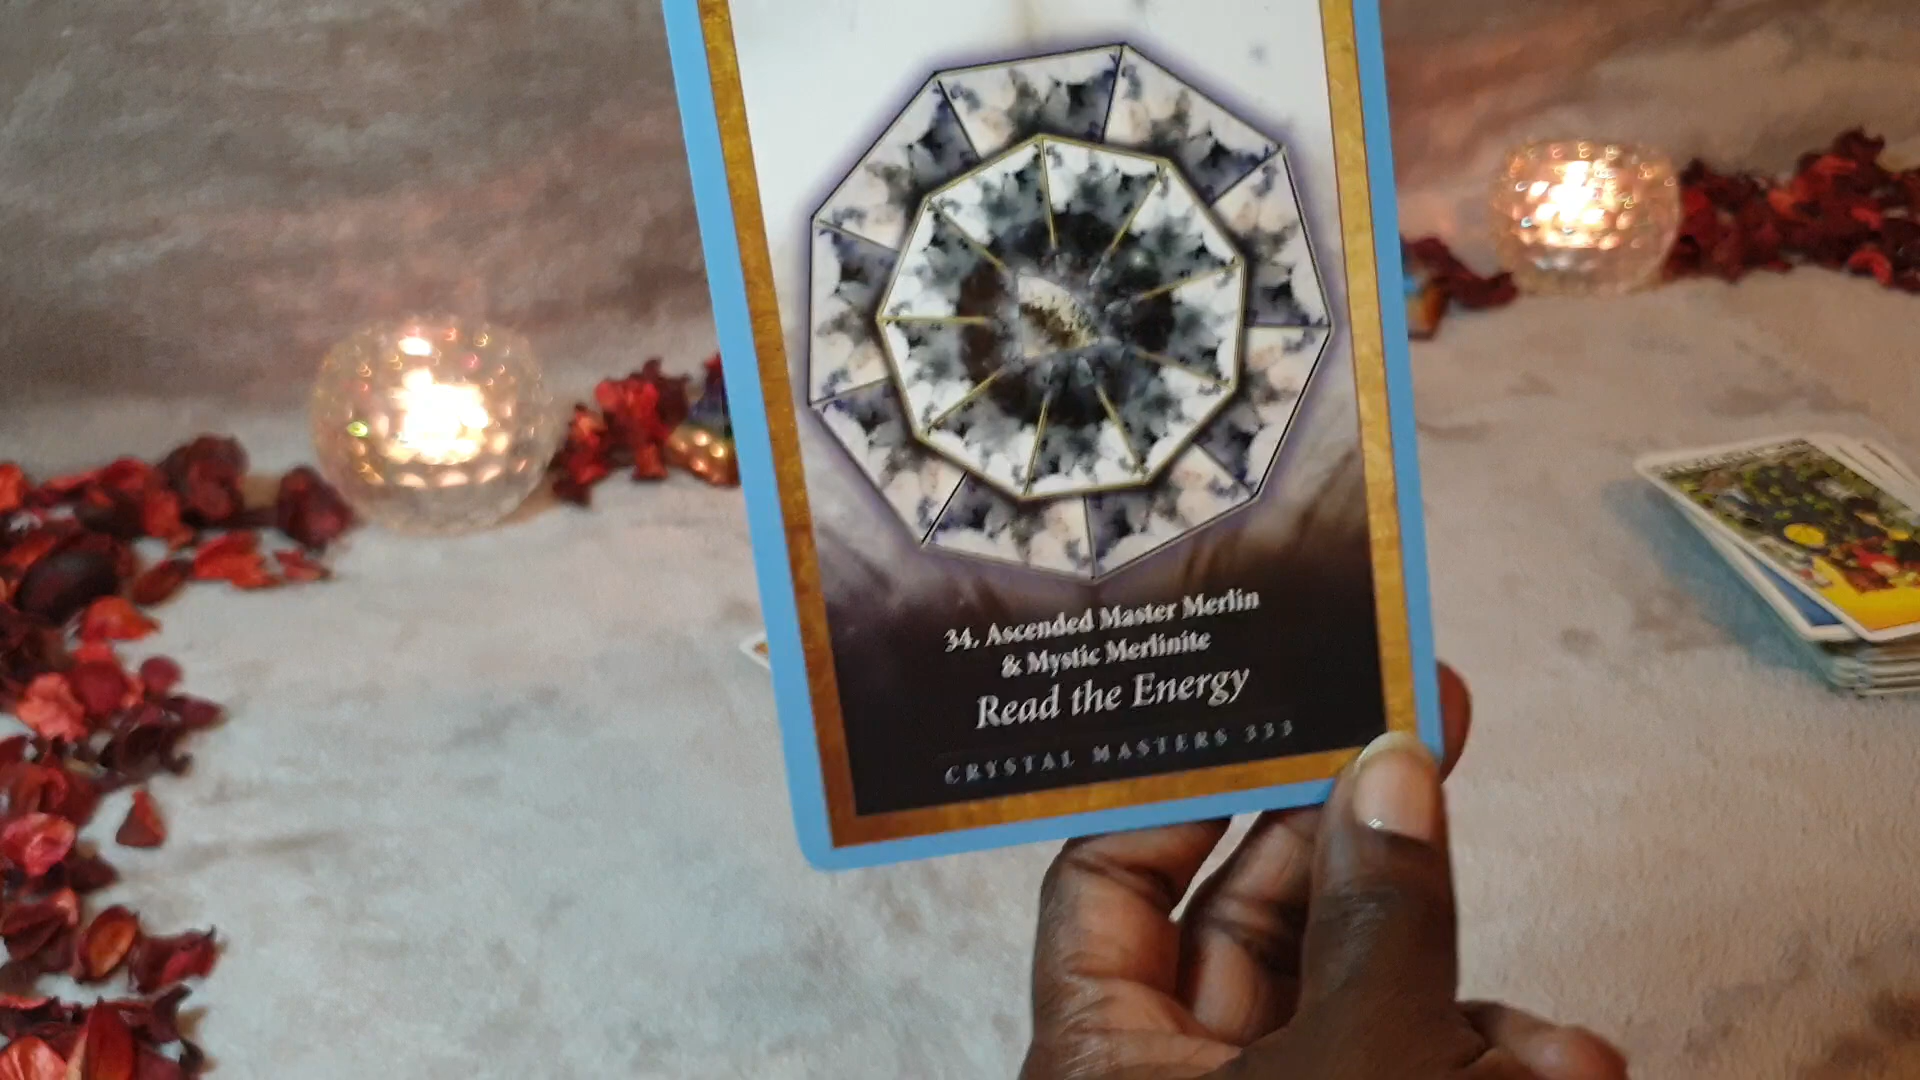 34. Ascended Master Merlin
& Mystic Merlinite
Read the Energy
CRYSTAL MASTERS 333